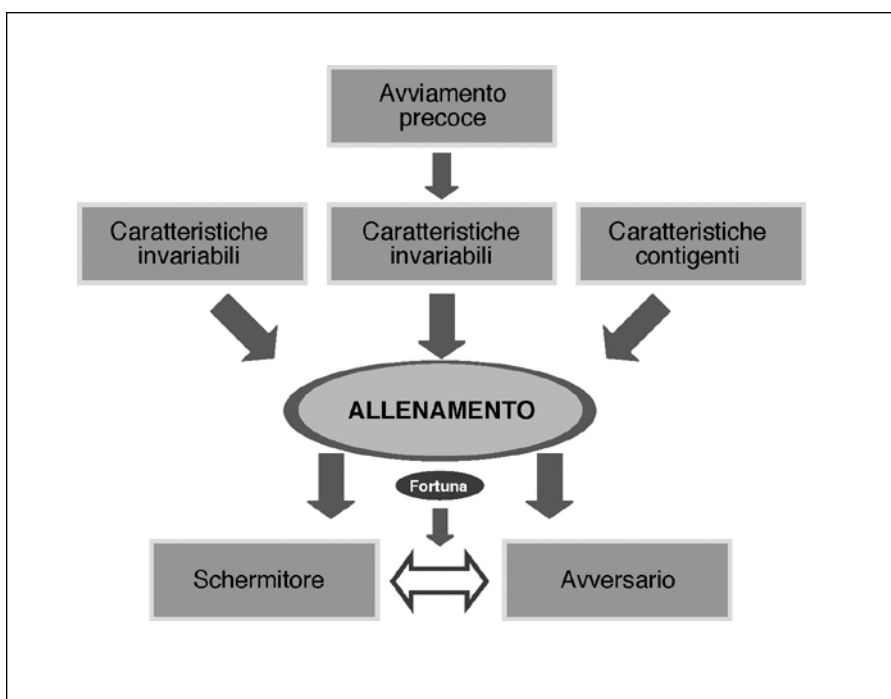 Avviamento
precoce
Caratteristiche
invariabili
Caratteristiche
invariabili
Caratteristiche
contigenti
ALLENAMENTO
Fortuna
Schermitore
Avversario